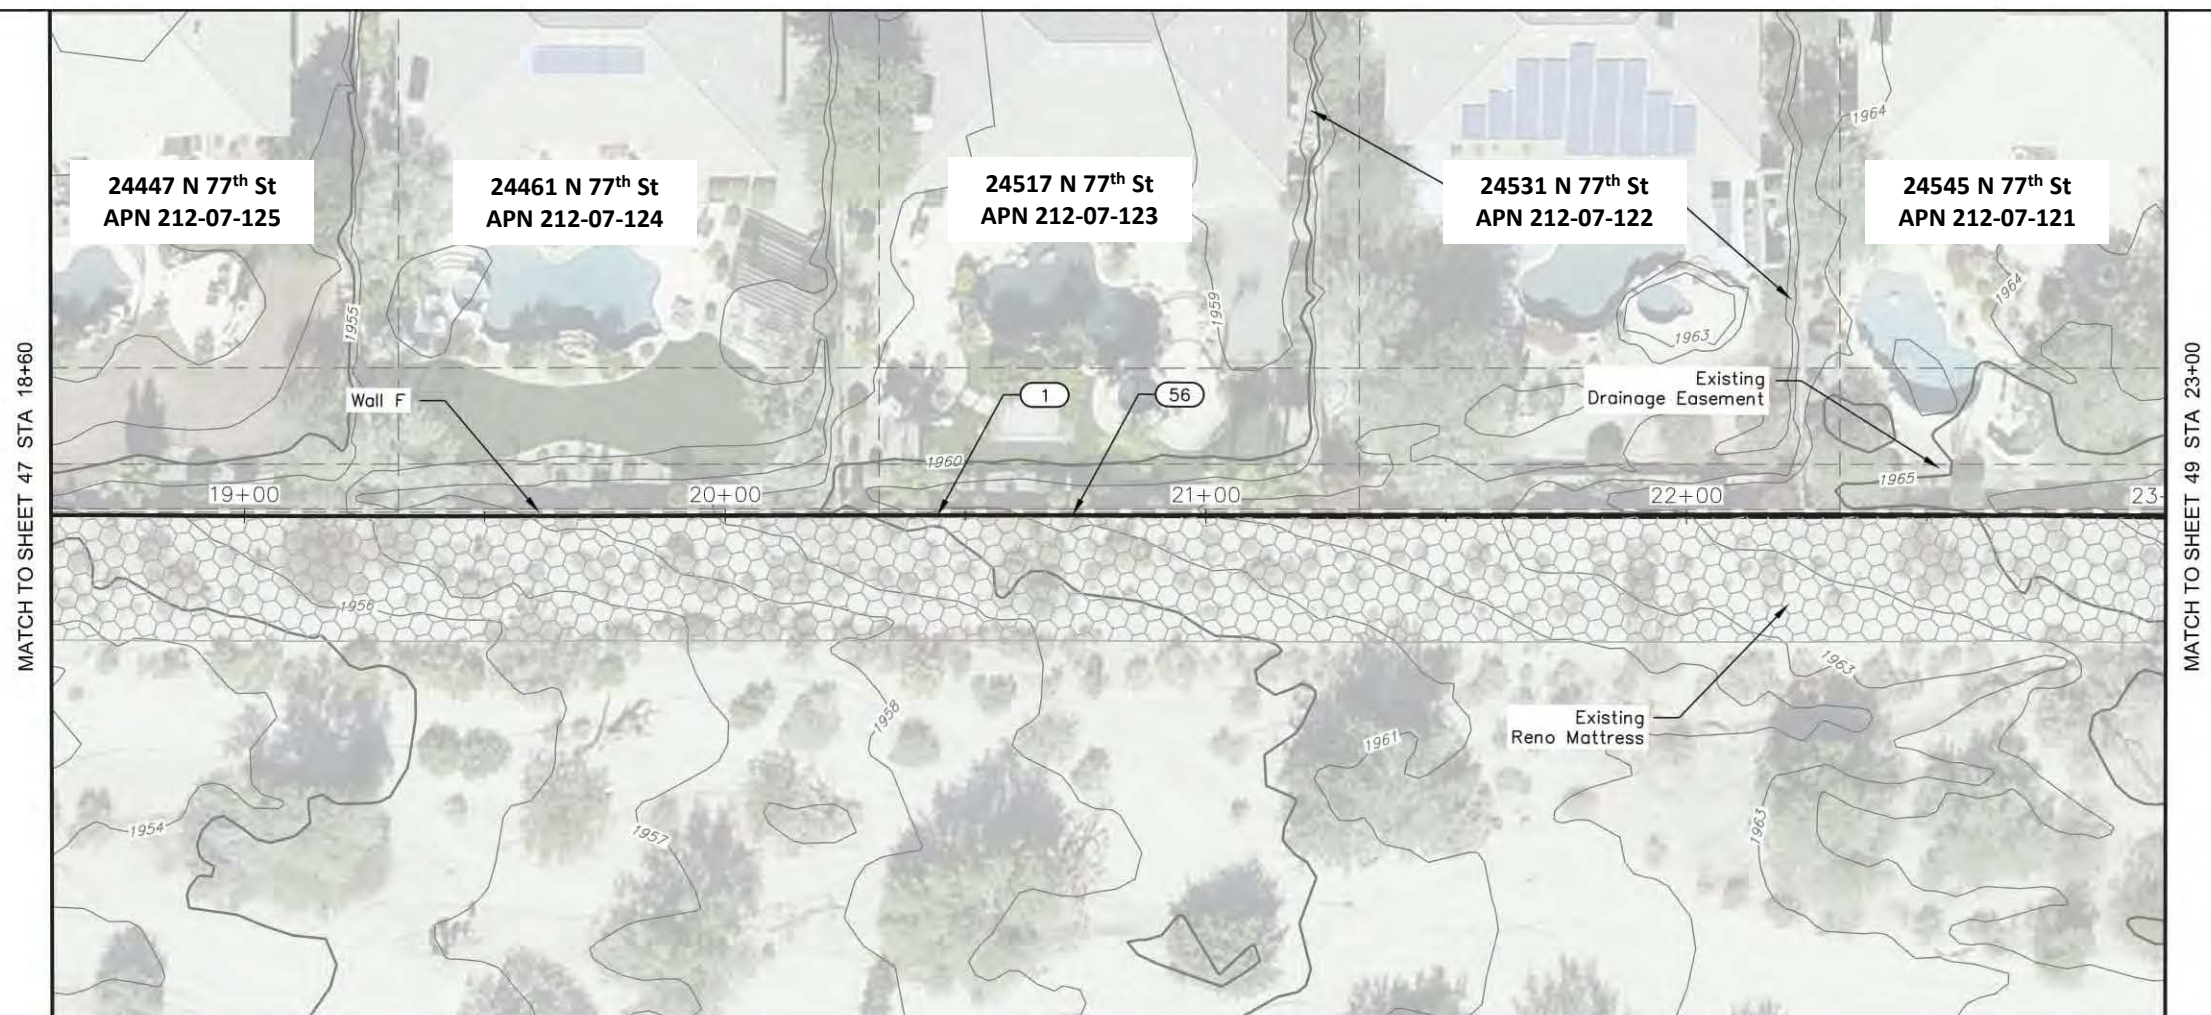 1964
24447 N 77th St
APN 212-07-125
24461 N 77th St
APN 212-07-124
24517 N 77th St
APN 212-07-123
24531 N 77th St
APN 212-07-122
24545 N 77th St
APN 212-07-121
1955
1959
1963
1964
MATCH TO SHEET 47 STA 18+60
MATCH TO SHEET 49 STA 23+00
Wall F
1
56
Existing
Drainage Easement
1960
1965
19+00
20+00
21+00
22+00
23-
1956
1963
1958
Existing
Reno Mattress
1961
1954
1957
1963